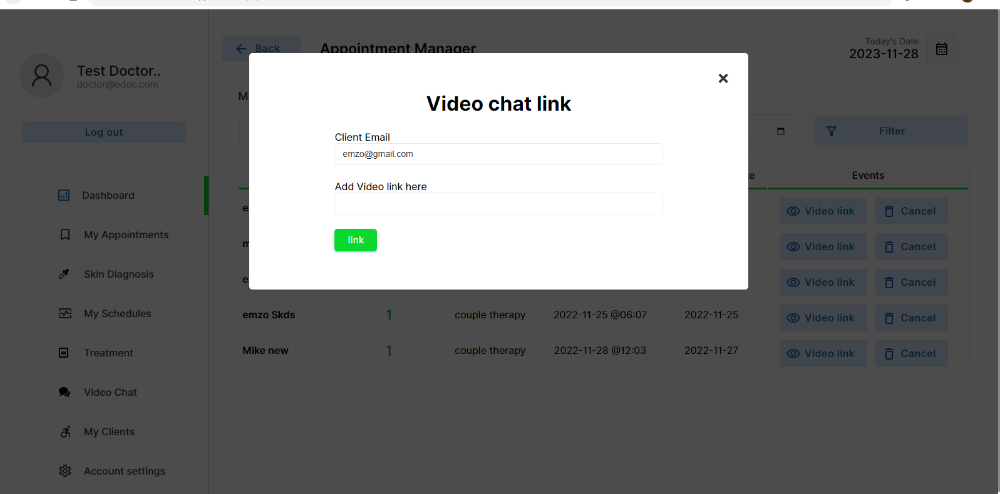 Test Doctor..
doctor@edoc.com
Log out
Dashboard
My Appointments
Skin Diagnosis
My Schedules
Treatment
Video Chat
My Clients
Account settings
Back
Appointment Manager
Today's Date
2023-11-28
Filter
Events
Video chat link
Client Email
emzo@gmail.com
Add Video link here
link
Video link Cancel
Video link Cancel
Video link Cancel
emzo Skds 1 couple therapy 2022-11-25 @06:07 2022-11-25 Video link Cancel
Mike new 1 couple therapy 2022-11-28 @12:03 2022-11-27 Video link Cancel